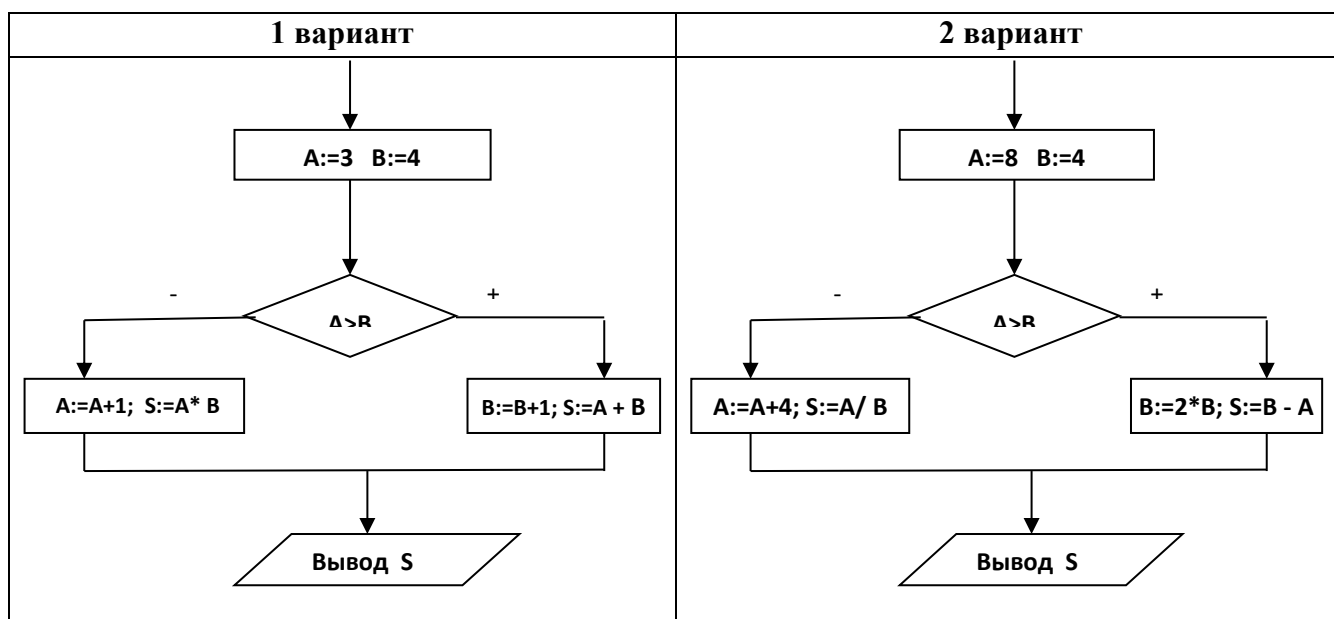 1 вариант
2 вариант
A:=3 B:=4
A:=8 B:=4
- +
- +
A>B
A>B
A:=A+1; S:=A* B
B:=B+1; S:=A + B
A:=A+4; S:=A/ B
B:=2*B; S:=B - A
Вывод S
Вывод S